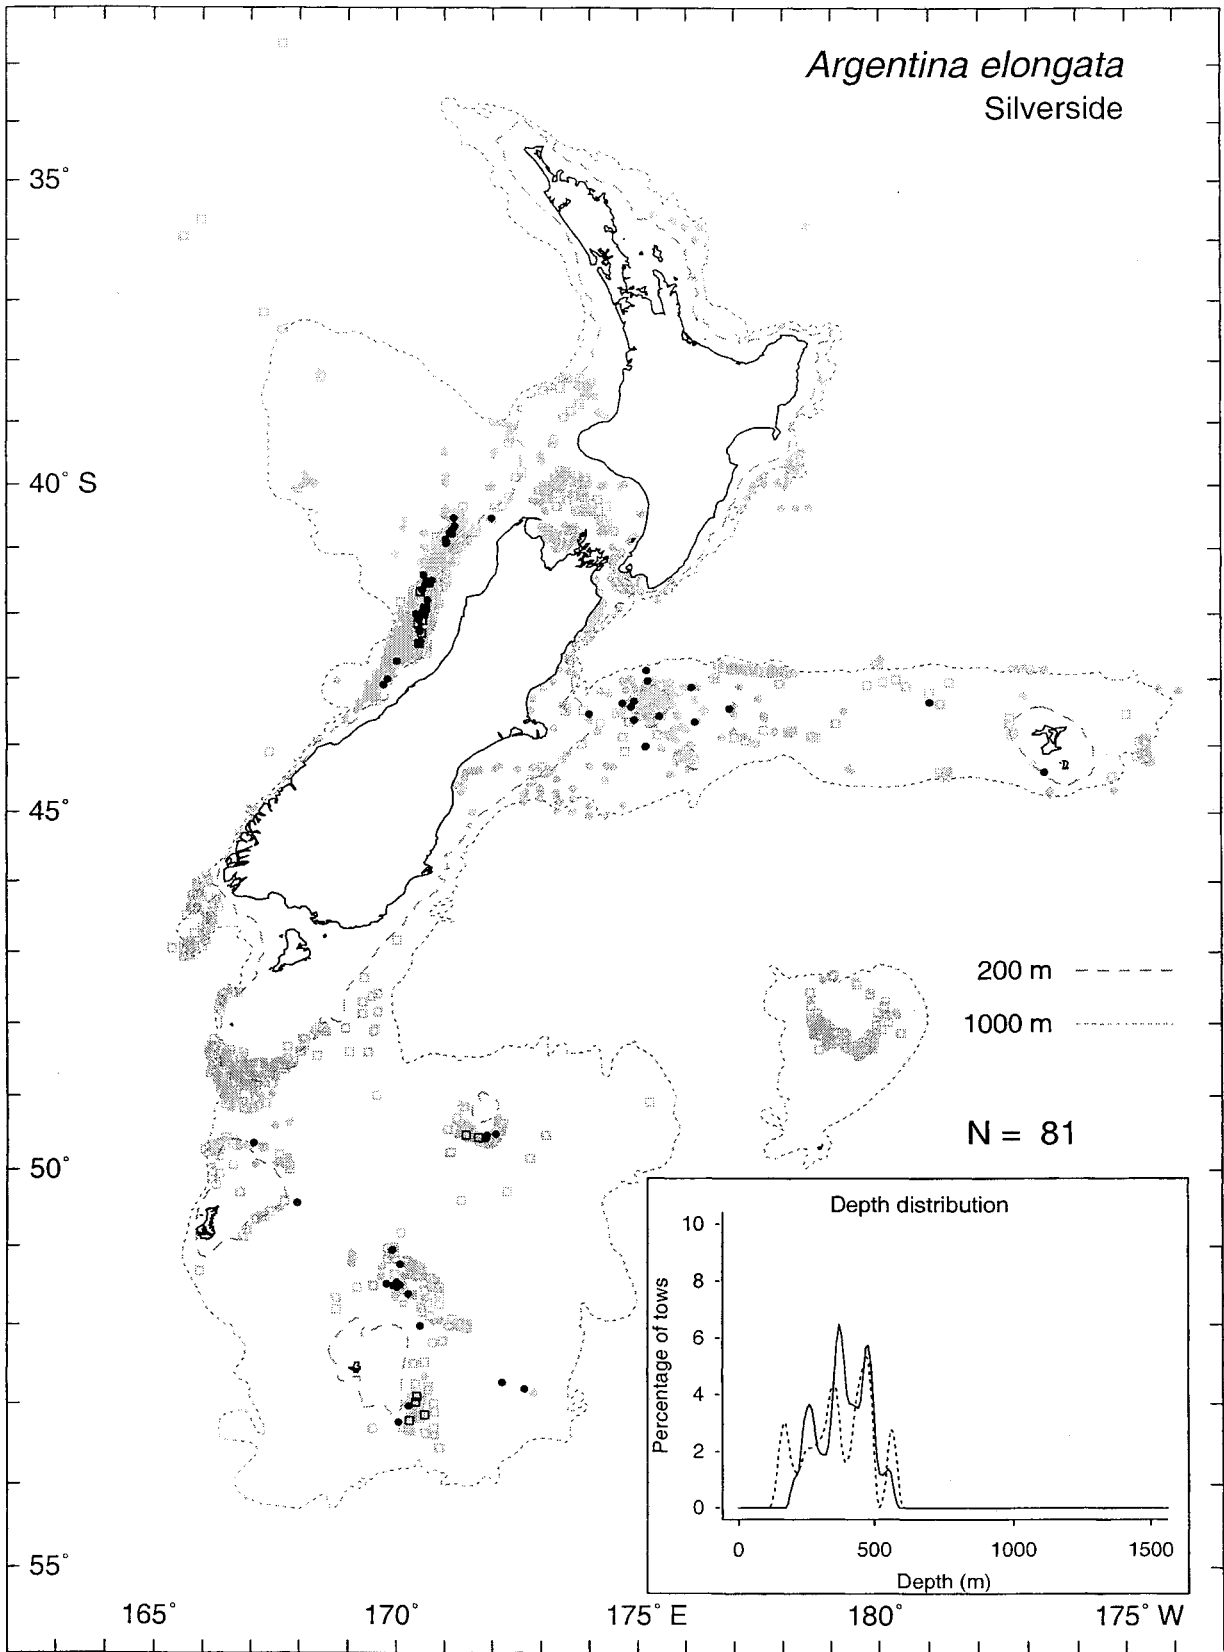 Argentina elongata
Silverside
35°
40° S
45°
50°
55°
200 m
1000 m
N = 81
Depth distribution
10
8
6
4
2
0
Percentage of tows
0 500 1000 1500
Depth (m)
165° 170° 175° E 180° 175° W